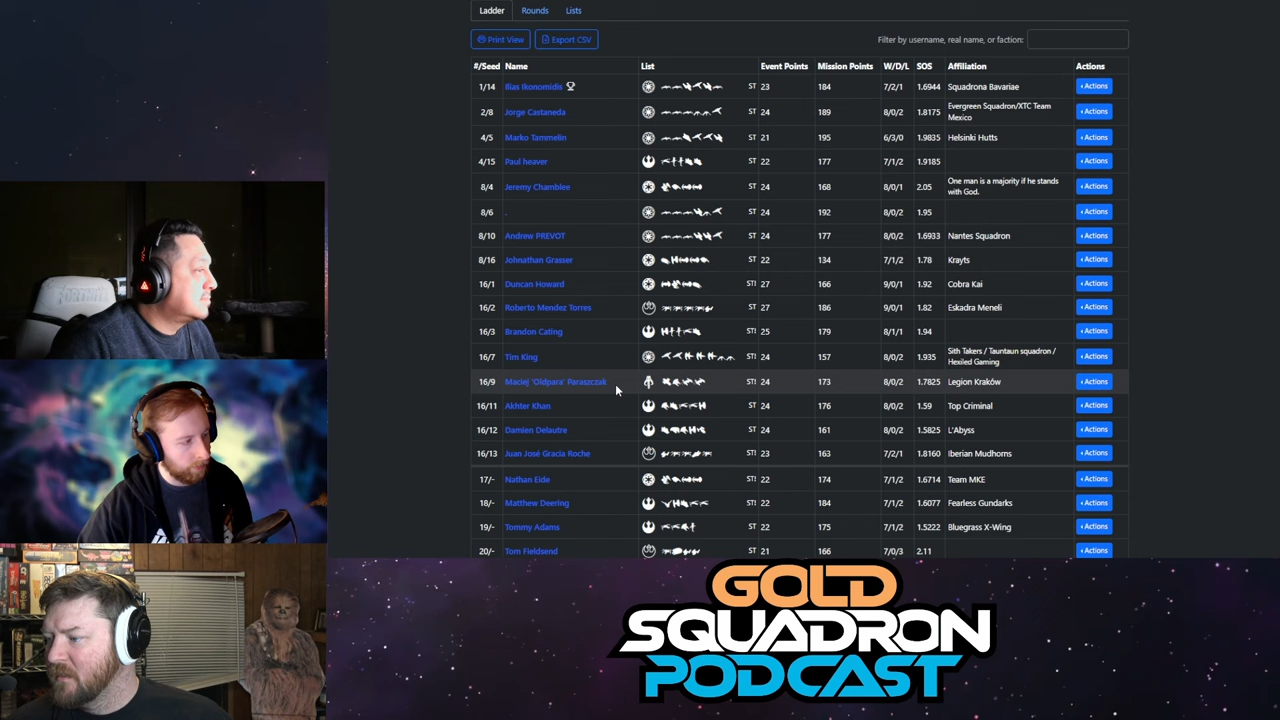 Ladder Rounds Lists
Print View Export CSV Filter by username, real name, or faction:
#/Seed Name List Event Points Mission Points W/D/L SOS Affiliation Actions
1/14 Ilias Ikonomidis ST 23 184 7/2/1 1.6944 Squadrona Bavariae Actions
2/8 Jorge Castaneda ST 24 189 8/0/2 1.8175 Evergreen Squadron/XTC Team Mexico Actions
4/5 Marko Tammelin ST 21 195 6/3/0 1.9835 Helsinki Hutts Actions
4/15 Paul heaver ST 22 177 7/1/2 1.9185 Actions
8/4 Jeremy Chamblee ST 24 168 8/0/1 2.05 One man is a majority if he stands with God. Actions
8/6 . ST 24 192 8/0/2 1.95 Actions
8/10 Andrew PREVOT ST 24 177 8/0/2 1.6933 Nantes Squadron Actions
8/16 Johnathan Grasser ST 22 134 7/1/2 1.78 Krayts Actions
16/1 Duncan Howard STI 27 166 9/0/1 1.92 Cobra Kai Actions
16/2 Roberto Mendez Torres ST 27 186 9/0/1 1.82 Eskadra Meneli Actions
16/3 Brandon Cating STI 25 179 8/1/1 1.94 Actions
16/7 Tim King STI 24 157 8/0/2 1.935 Sith Takers / Tauntaun squadron / Hexiled Gaming Actions
16/9 Maciej 'Oldpara' Paraszczak STI 24 173 8/0/2 1.7825 Legion Kraków Actions
16/11 Akhter Khan ST 24 176 8/0/2 1.59 Top Criminal Actions
16/12 Damien Delautre ST 24 161 8/0/2 1.5825 L'Abyss Actions
16/13 Juan José Gracia Roche STI 23 163 7/2/1 1.8160 Iberian Mudhorns Actions
17/- Nathan Eide STI 22 174 7/1/2 1.6714 Team MKE Actions
18/- Matthew Deering STI 22 184 7/1/2 1.6077 Fearless Gundarks Actions
19/- Tommy Adams ST 22 175 7/1/2 1.5222 Bluegrass X-Wing Actions
20/- Tom Fieldsend ST 21 166 7/0/3 2.11 Actions
GOLD
SQUADRON
PODCAST